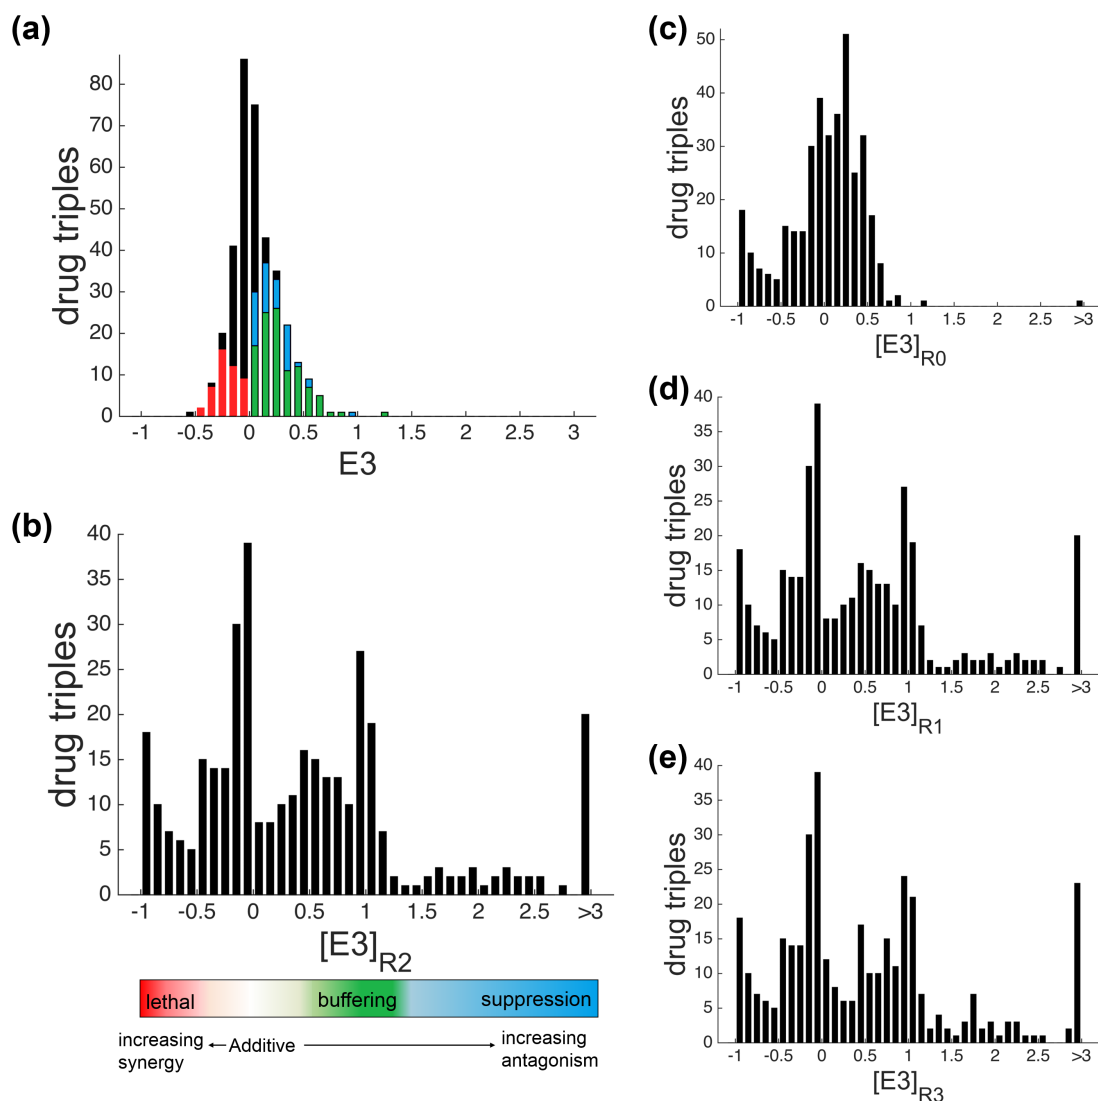 (a)
80
70
60
50
40
30
20
10
0
drug triples
-1 -0.5 0 0.5 1 1.5 2 2.5 3
E3
(b)
40
35
30
25
20
15
10
5
0
drug triples
-1 -0.5 0 0.5 1 1.5 2 2.5 >3
[E3]R2
lethal buffering suppression
increasing synergy
Additive
increasing antagonism
(c)
50
40
30
20
10
0
drug triples
-1 -0.5 0 0.5 1 1.5 2 2.5 >3
[E3]R0
(d)
40
35
30
25
20
15
10
5
0
drug triples
-1 -0.5 0 0.5 1 1.5 2 2.5 >3
[E3]R1
(e)
40
35
30
25
20
15
10
5
0
drug triples
-1 -0.5 0 0.5 1 1.5 2 2.5 >3
[E3]R3